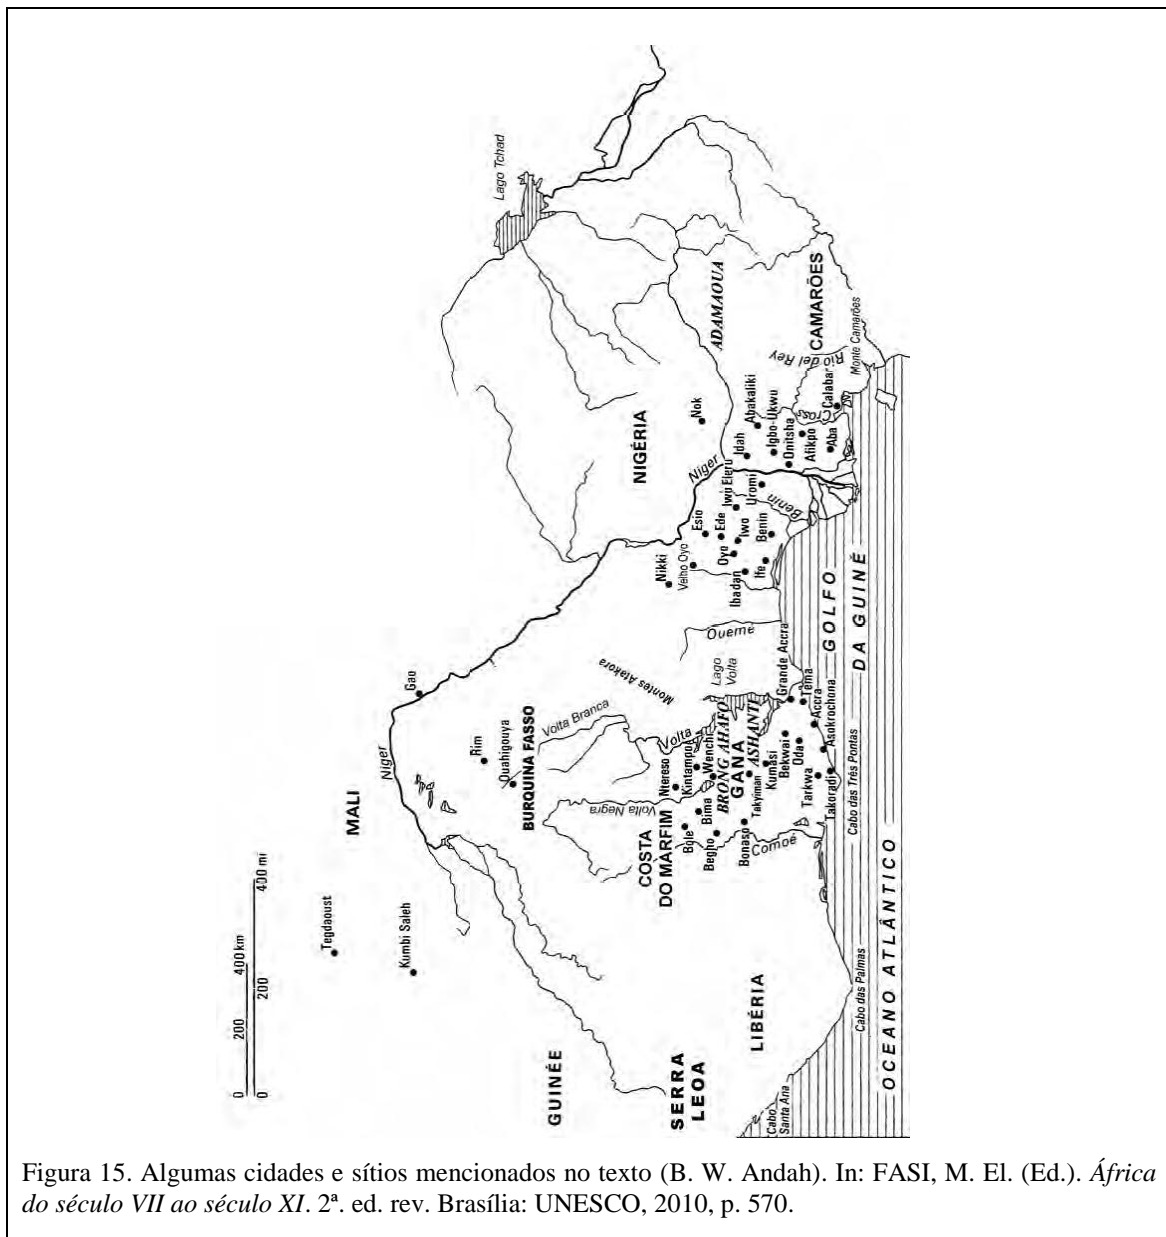 0 200 400 km
0 200 400 mi
Tegdaoust
Kumbi Saleh
MALI
Niger
Gao
Rim
Ouahigouya
BURQUINA FASSO
Volta Branca
Montes Atakora
Lago Tchad
NIGÉRIA
Nok
ADAMAOUA
CAMARÕES
Rio del Rey
Monte Camarões
Niger
Nikki
Velho Oyo
Esio
Ede
Oyo
Iwo
Iwu Eleru
Ibadan
Ife
Benin
Benin
Uromi
Idah
Abakaliki
Igbo-Ukwu
Onitsha
Afikpo
Aba
Cross
Calabar
Ouemé
Lago
Volta
Volta
Volta Negra
Ntereso
Kintampo
Wenchi
BRONG AHAFO
GANA
ASHANTE
Bole
Bima
Begho
Bonaso
Takyiman
Kumasi
Bekwai
Oda
Tarkwa
Takoradi
Grande Accra
Tema
Accra
Asokrochona
Comoé
COSTA
DO MARFIM
GUINÉE
SERRA
LEOA
LIBÉRIA
Cabo
Santa Ana
Cabo das Palmas
Cabo das Três Pontas
GOLFO
DA GUINÉ
OCEANO ATLÂNTICO
Figura 15. Algumas cidades e sítios mencionados no texto (B. W. Andah). In: FASI, M. El. (Ed.). África
do século VII ao século XI. 2ª. ed. rev. Brasília: UNESCO, 2010, p. 570.